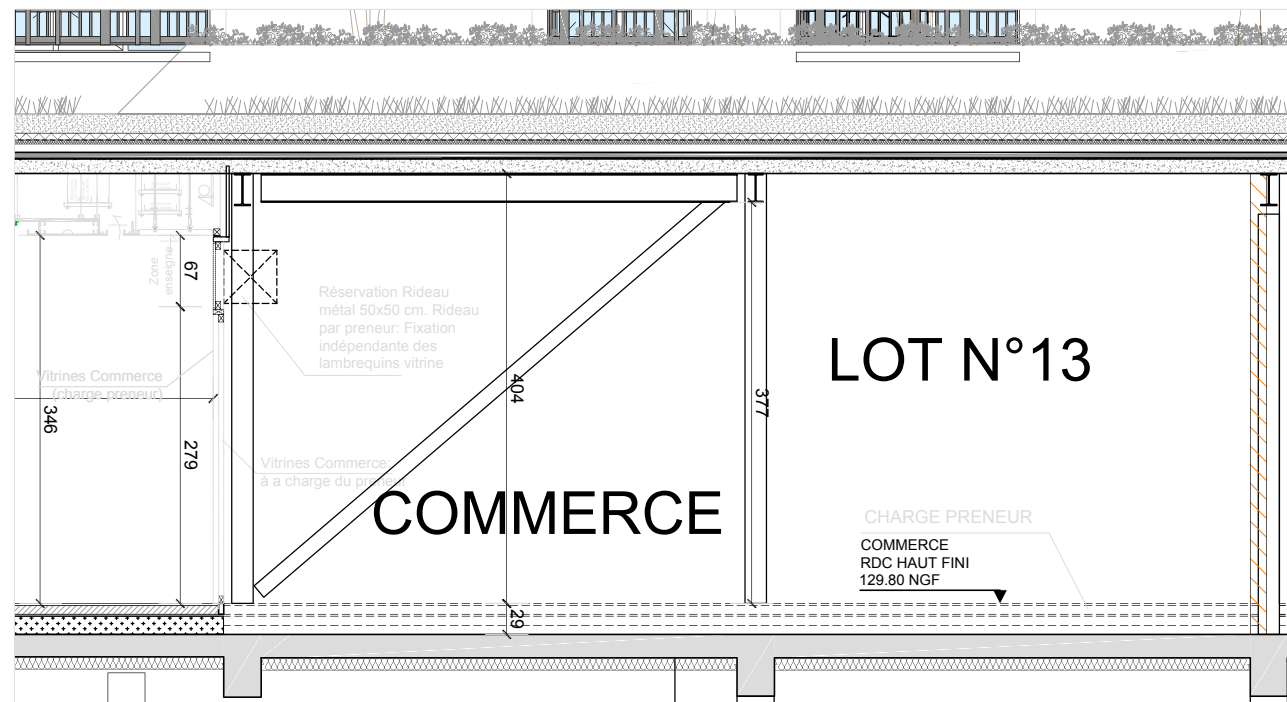 67
Zone
enseigne
Réservation Rideau
métal 50x50 cm. Rideau
par preneur: Fixation
indépendante des
lambrequins vitrine
Vitrines Commerce
(charge preneur)
346
279
404
377
LOT N°13
Vitrines Commerce:
à a charge du preneur
COMMERCE
CHARGE PRENEUR
COMMERCE
RDC HAUT FINI
129.80 NGF
29